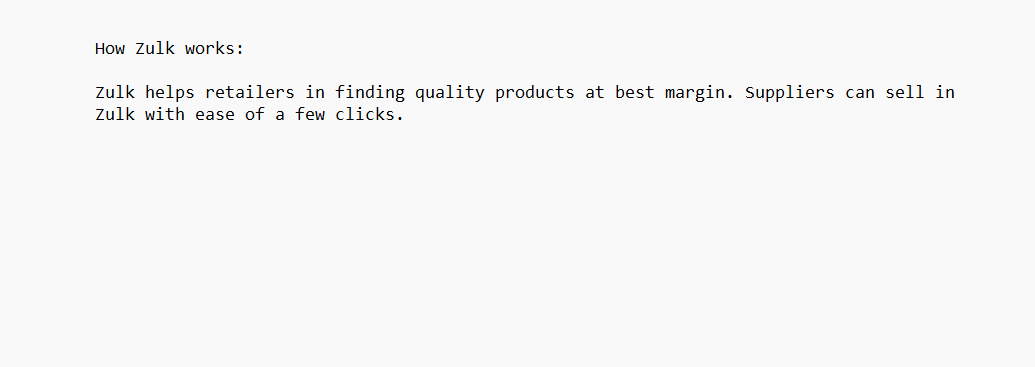 How Zulk works:
Zulk helps retailers in finding quality products at best margin. Suppliers can sell in
Zulk with ease of a few clicks.